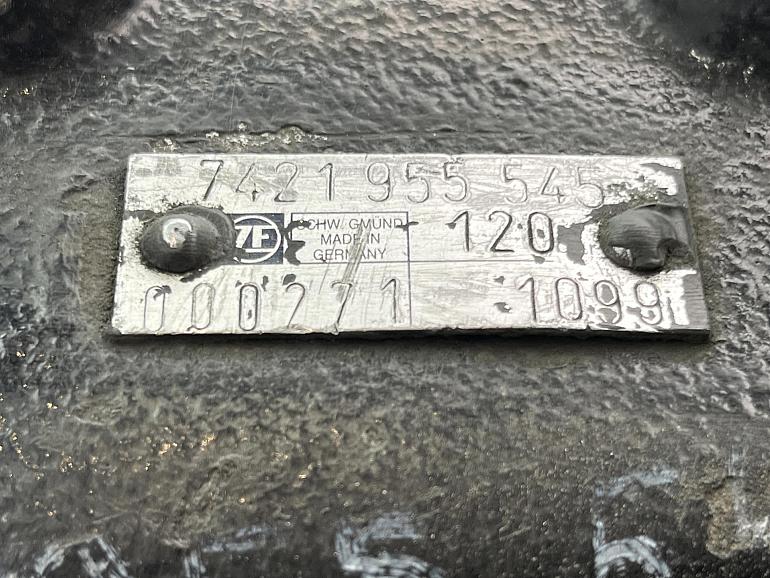 7421 955 545
ZF SCHW. GMÜND MADE IN GERMANY 120
000271 1099